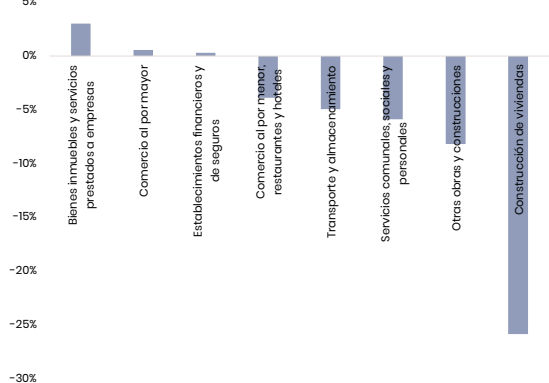 5%
0%
-5%
-10%
-15%
-20%
-25%
-30%
Bienes inmuebles y servicios
prestados a empresas
Comercio al por mayor
Establecimientos financieros y
de seguros
Comercio al por menor,
restaurantes y hoteles
Transporte y almacenamiento
Servicios comunales, sociales y
personales
Otras obras y construcciones
Construcción de viviendas